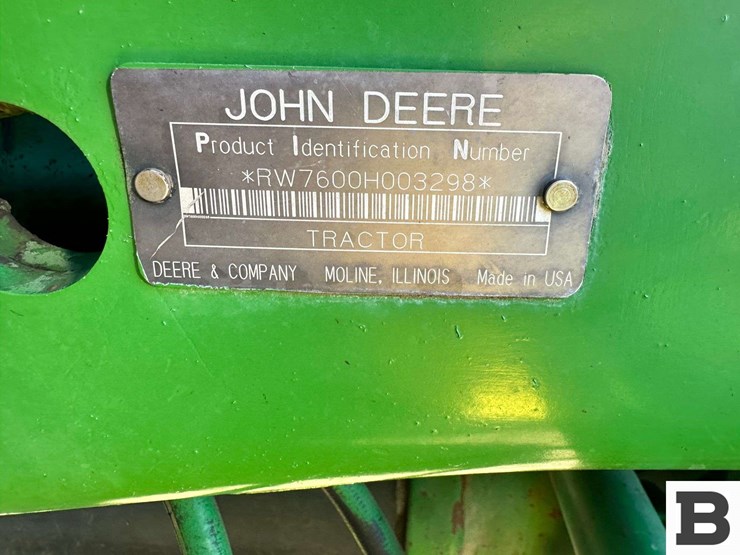 JOHN DEERE
Product Identification Number
*RW7600H003298*
TRACTOR
DEERE & COMPANY MOLINE, ILLINOIS Made in USA
B